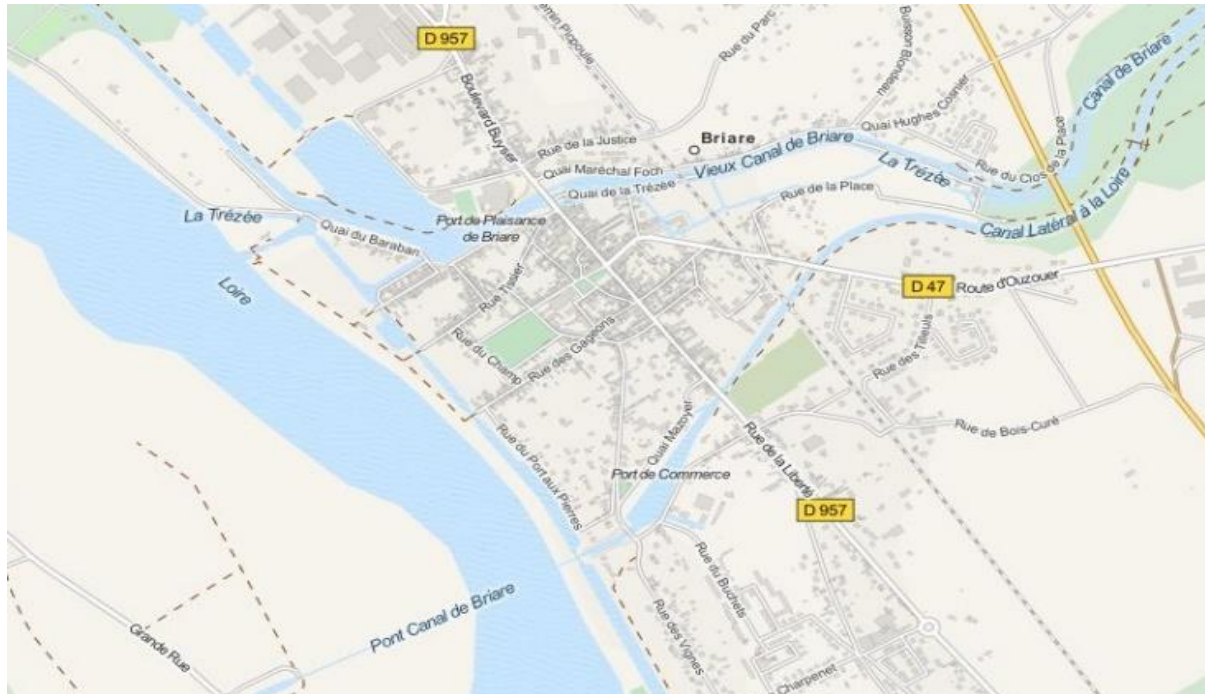 D 957
Chemin Pinpoule
Rue du Parc
Buisson Blondeau
Canal de Briare
Boulevard Buyser
Quai Hughes Cosnier
Rue de la Justice
Briare
Vieux Canal de Briare
Quai Maréchal Foch
La Trézée
Rue du Clos de la Place
Quai de la Trézée
Rue de la Place
La Trézée
Port de Plaisance
de Briare
Quai du Baraban
Canal Latéral à la Loire
Loire
Rue Tissier
D 47
Route d'Ouzouer
Rue du Champ
Rue des Gageons
Rue des Tilleuls
Rue de Bois-Curé
Rue du Port aux Pierres
Quai Mazoyer
Rue de la Liberté
Port de Commerce
D 957
Rue du Buchets
Pont Canal de Briare
Grande Rue
Rue des Vignes
Charpenet